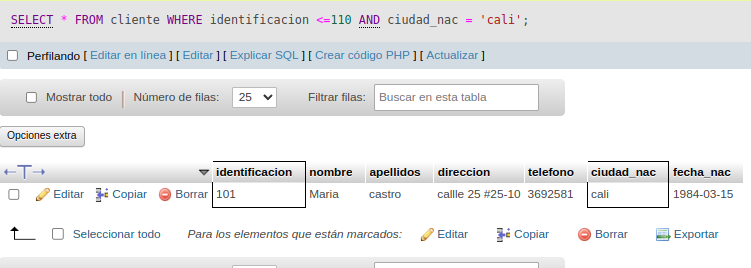 SELECT * FROM cliente WHERE identificacion <=110 AND ciudad_nac = 'cali';
Perfilando [ Editar en línea ] [ Editar ] [ Explicar SQL ] [ Crear código PHP ] [ Actualizar ]
Mostrar todo Número de filas: 25 Filtrar filas: Buscar en esta tabla
Opciones extra
identificacion nombre apellidos direccion telefono ciudad_nac fecha_nac
Editar Copiar Borrar 101 Maria castro callle 25 #25-10 3692581 cali 1984-03-15
Seleccionar todo Para los elementos que están marcados: Editar Copiar Borrar Exportar